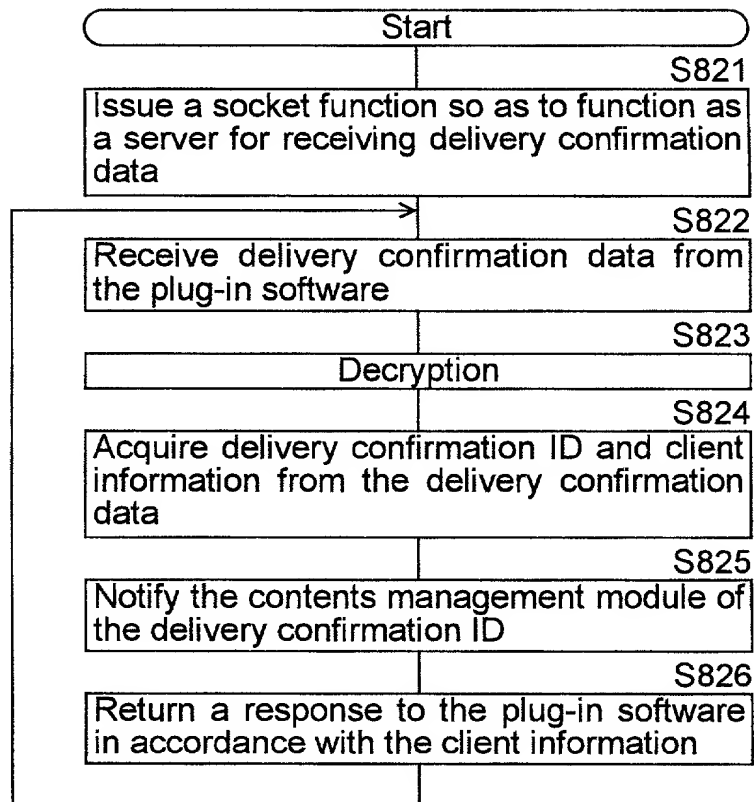 Start
S821
Issue a socket function so as to function as
a server for receiving delivery confirmation
data
S822
Receive delivery confirmation data from
the plug-in software
S823
Decryption
S824
Acquire delivery confirmation ID and client
information from the delivery confirmation
data
S825
Notify the contents management module of
the delivery confirmation ID
S826
Return a response to the plug-in software
in accordance with the client information